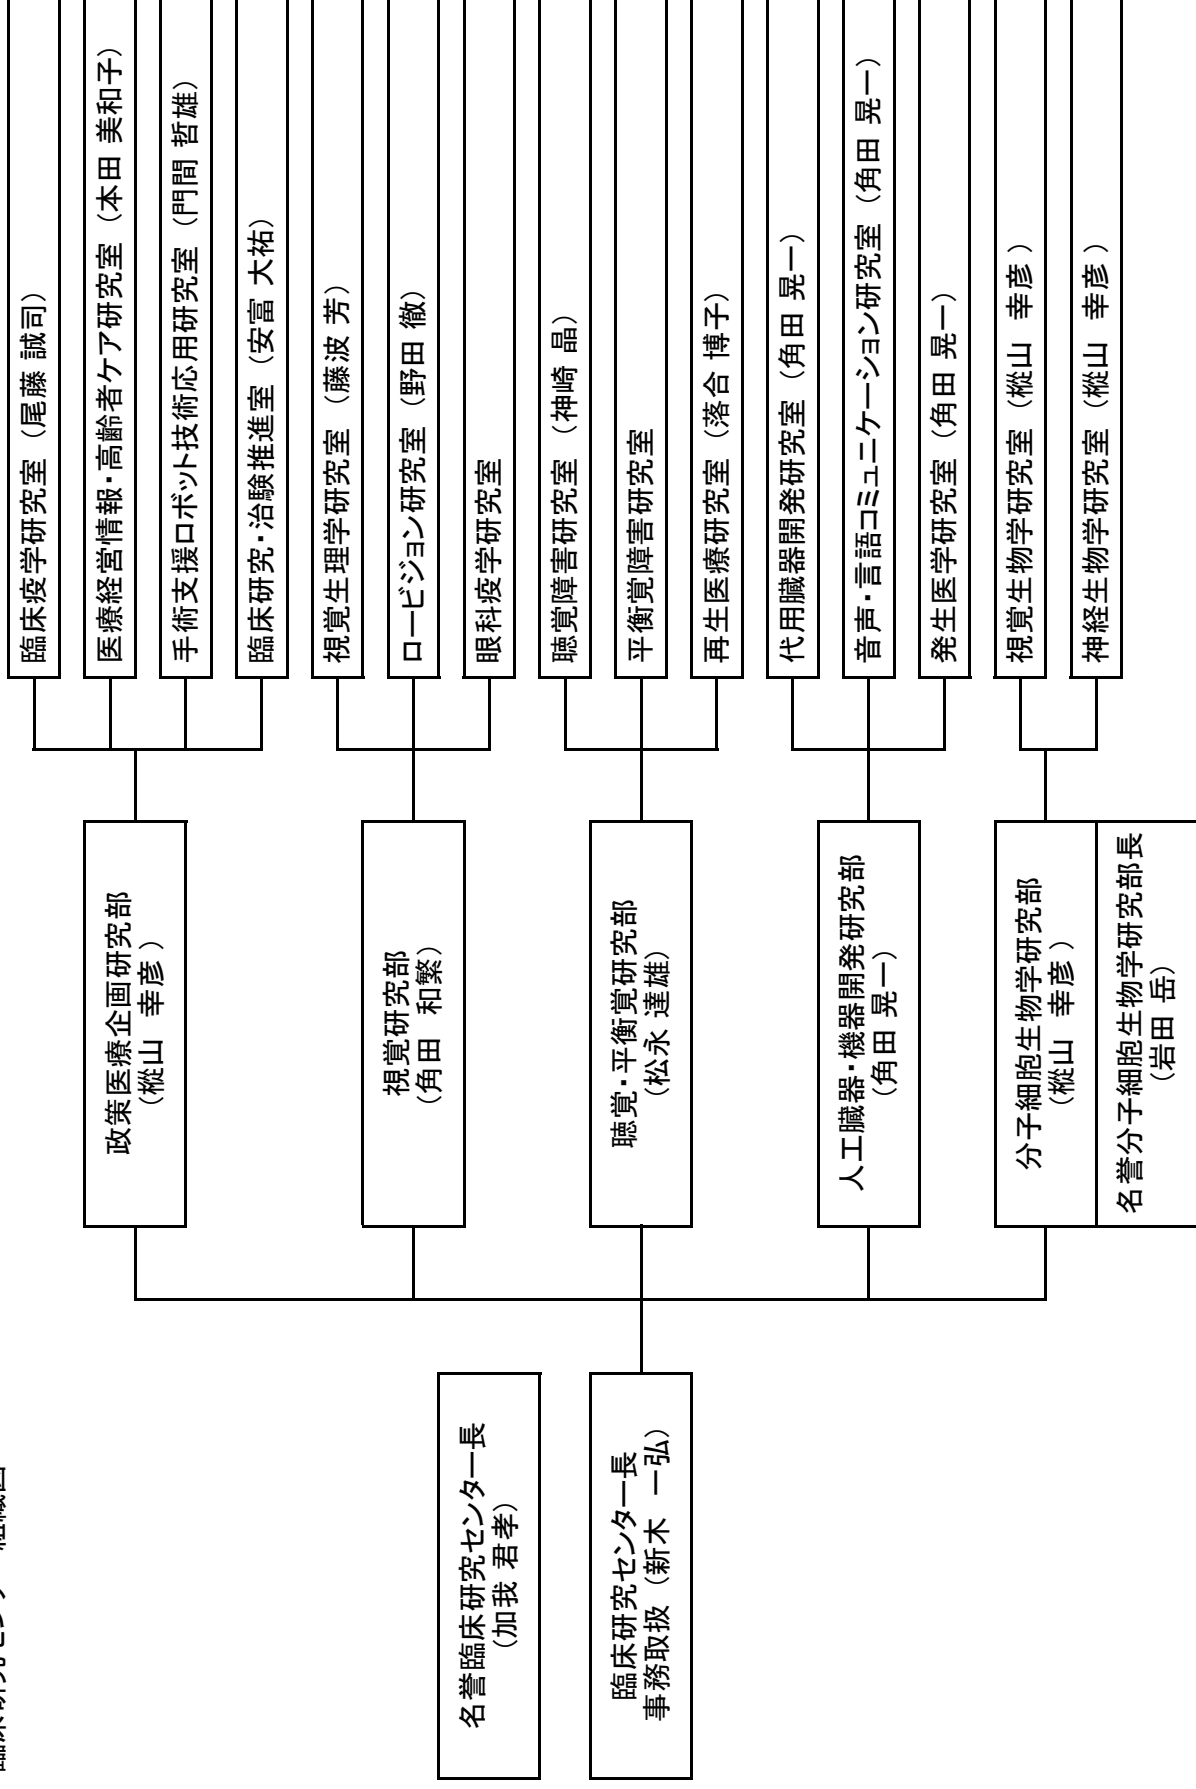 名誉臨床研究センター長
（加我 君孝）
臨床研究センター長
事務取扱（新木　一弘）
政策医療企画研究部
（樅山　幸彦 ）
視覚研究部
（角田　和繁）
聴覚・平衡覚研究部
（松永 達雄）
人工臓器・機器開発研究部
（角田 晃一）
分子細胞生物学研究部
（樅山　幸彦 ）
名誉分子細胞生物学研究部長
（岩田 岳）
臨床疫学研究室（尾藤 誠司）
医療経営情報・高齢者ケア研究室（本田 美和子）
手術支援ロボット技術応用研究室（門間 哲雄）
臨床研究・治験推進室（安富 大祐）
視覚生理学研究室（藤波 芳）
ロービジョン研究室（野田 徹）
眼科疫学研究室
聴覚障害研究室 （神崎 晶）
平衡覚障害研究室
再生医療研究室（落合 博子）
代用臓器開発研究室（角田 晃一）
音声・言語コミュニケーション研究室（角田 晃一）
発生医学研究室（角田 晃一）
視覚生物学研究室（樅山　幸彦 ）
神経生物学研究室（樅山　幸彦 ）